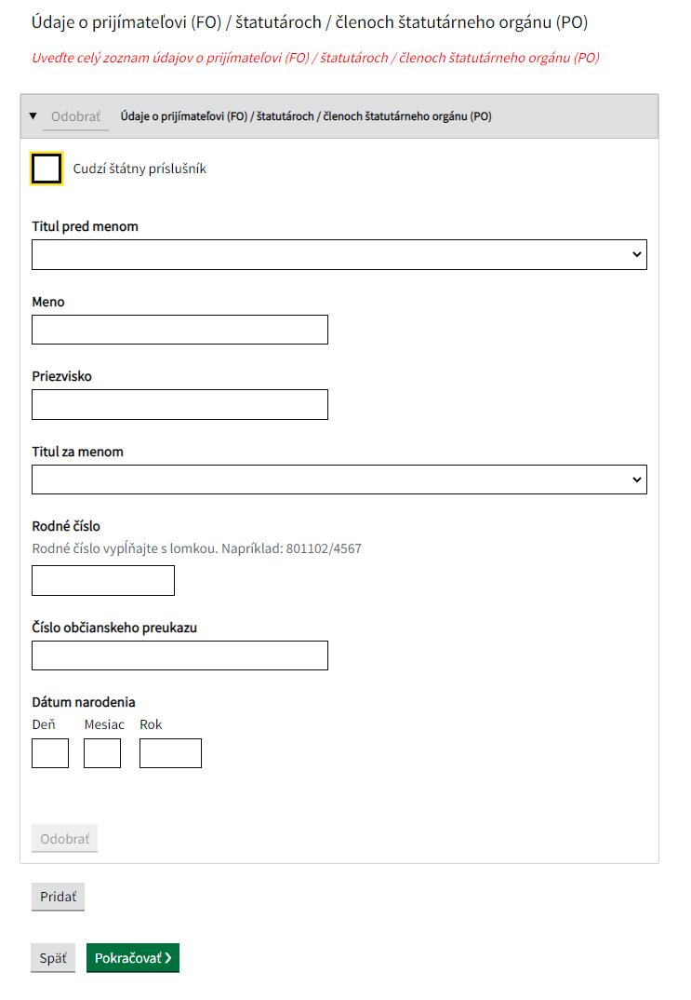 Údaje o prijímateľovi (FO) / štatutároch / členoch štatutárneho orgánu (PO)
Uveďte celý zoznam údajov o prijímateľovi (FO) / štatutároch / členoch štatutárneho orgánu (PO)
Odobrať Údaje o prijímateľovi (FO) / štatutároch / členoch štatutárneho orgánu (PO)
Cudzí štátny príslušník
Titul pred menom
Meno
Priezvisko
Titul za menom
Rodné číslo
Rodné číslo vypĺňajte s lomkou. Napríklad: 801102/4567
Číslo občianskeho preukazu
Dátum narodenia
Deň Mesiac Rok
Odobrať
Pridať
Späť Pokračovať